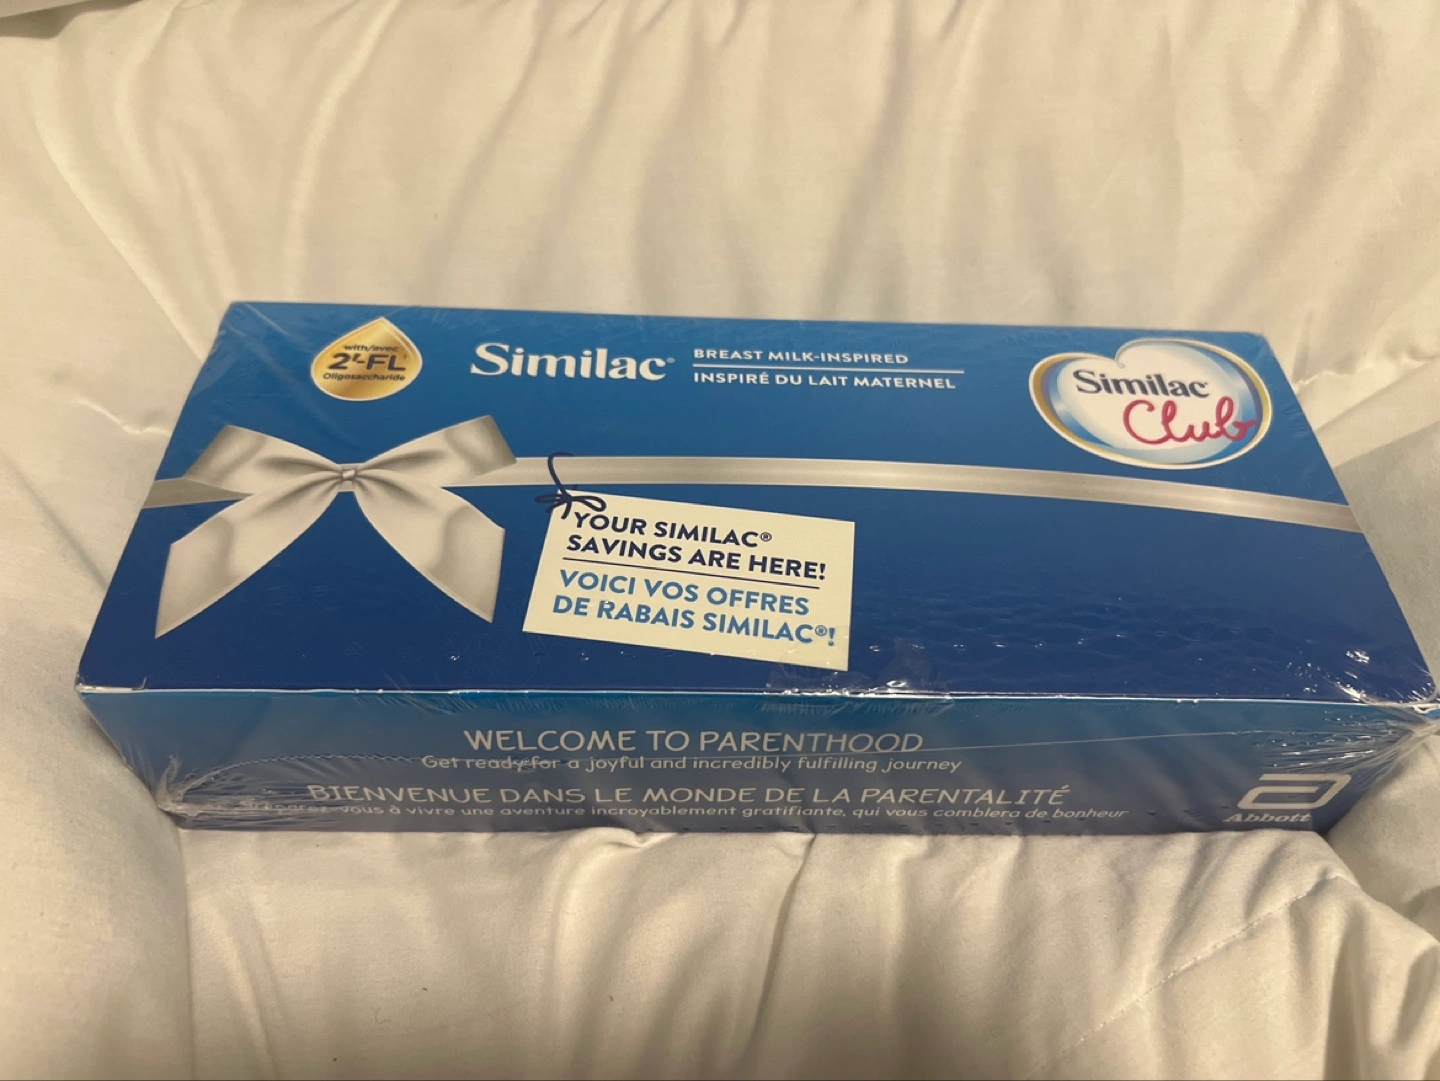 with/avec
2'-FL
Oligosaccharide
Similac®
BREAST MILK-INSPIRED
INSPIRÉ DU LAIT MATERNEL
Similac
Club
YOUR SIMILAC®
SAVINGS ARE HERE!
VOICI VOS OFFRES
DE RABAIS SIMILAC®!
WELCOME TO PARENTHOOD
Get ready for a joyful and incredibly fulfilling journey
BIENVENUE DANS LE MONDE DE LA PARENTALITÉ
vous à vivre une aventure incroyablement gratifiante, qui vous comblera de bonheur
Abbott